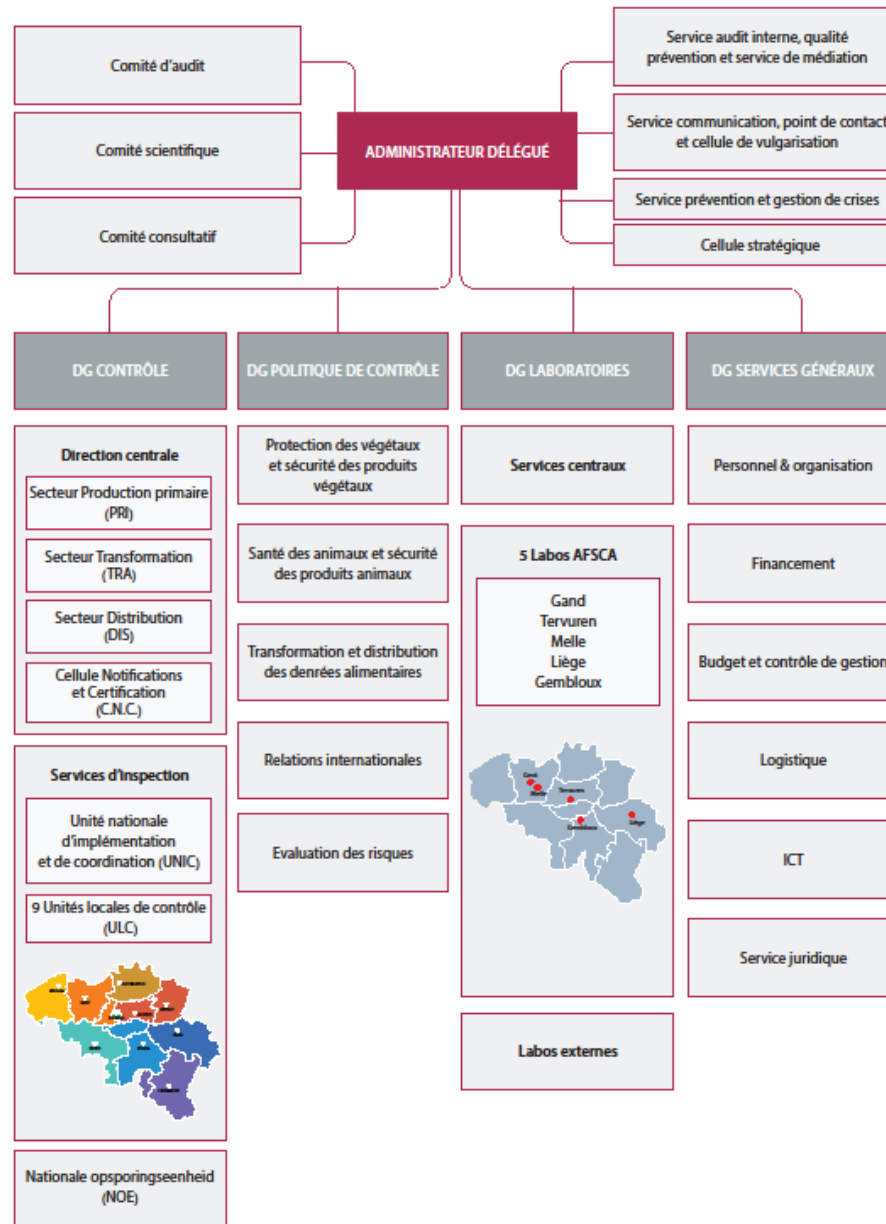 Comité d'audit
Comité scientifique
Comité consultatif
ADMINISTRATEUR DÉLÉGUÉ
Service audit interne, qualité
prévention et service de médiation
Service communication, point de contact
et cellule de vulgarisation
Service prévention et gestion de crises
Cellule stratégique
DG CONTRÔLE
Direction centrale
Secteur Production primaire
(PRI)
Secteur Transformation
(TRA)
Secteur Distribution
(DIS)
Cellule Notifications
et Certification
(C.N.C.)
Services d'inspection
Unité nationale
d'implémentation
et de coordination (UNIC)
9 Unités locales de contrôle
(ULC)
Nationale opsporingseenheid
(NOE)
DG POLITIQUE DE CONTRÔLE
Protection des végétaux
et sécurité des produits
végétaux
Santé des animaux et sécurité
des produits animaux
Transformation et distribution
des denrées alimentaires
Relations internationales
Evaluation des risques
DG LABORATOIRES
Services centraux
5 Labos AFSCA
Gand
Tervuren
Melle
Liège
Gembloux
Gand
Melle
Tervuren
Gembloux
Liège
Labos externes
DG SERVICES GÉNÉRAUX
Personnel & organisation
Financement
Budget et contrôle de gestion
Logistique
ICT
Service juridique